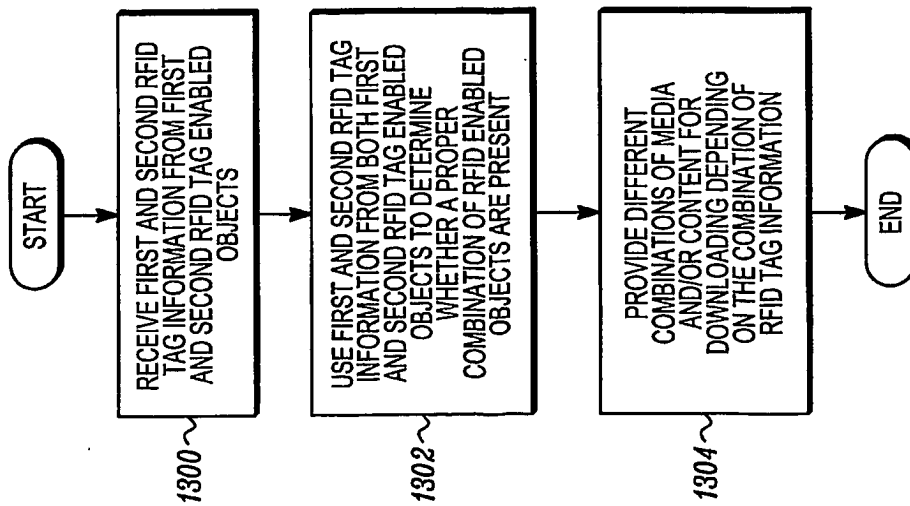 START
RECEIVE FIRST AND SECOND RFID
TAG INFORMATION FROM FIRST
AND SECOND RFID TAG ENABLED
OBJECTS
1300
USE FIRST AND SECOND RFID TAG
INFORMATION FROM BOTH FIRST
AND SECOND RFID TAG ENABLED
OBJECTS TO DETERMINE
WHETHER A PROPER
COMBINATION OF RFID ENABLED
OBJECTS ARE PRESENT
1302
PROVIDE DIFFERENT
COMBINATIONS OF MEDIA
AND/OR CONTENT FOR
DOWNLOADING DEPENDING
ON THE COMBINATION OF
RFID TAG INFORMATION
1304
END